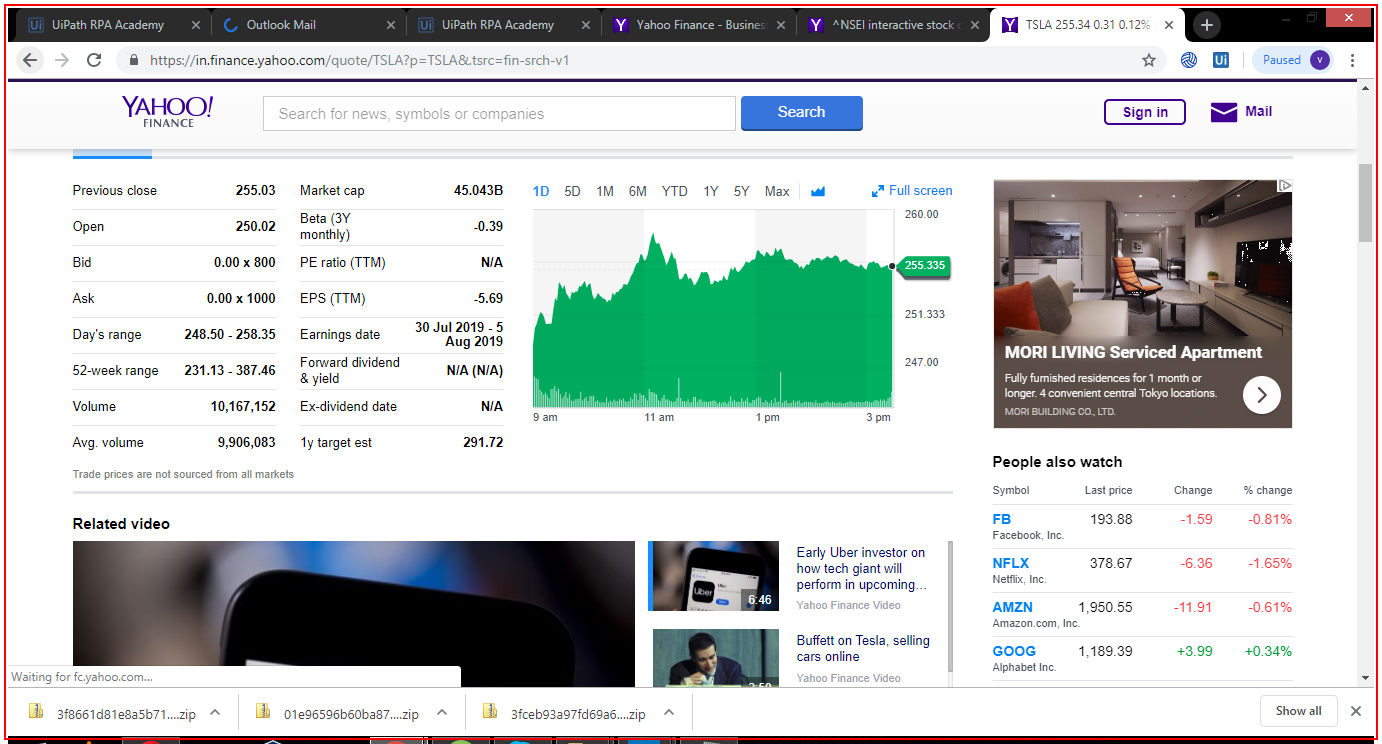 UiPath RPA Academy
Outlook Mail
UiPath RPA Academy
Yahoo Finance - Business
^NSEI interactive stock c
TSLA 255.34 0.31 0.12%
https://in.finance.yahoo.com/quote/TSLA?p=TSLA&.tsrc=fin-srch-v1
Ui
Paused
V
YAHOO!
FINANCE
Search for news, symbols or companies
Search
Sign in
Mail
Previous close 255.03
Open 250.02
Bid 0.00 x 800
Ask 0.00 x 1000
Day's range 248.50 - 258.35
52-week range 231.13 - 387.46
Volume 10,167,152
Avg. volume 9,906,083
Trade prices are not sourced from all markets
Market cap 45.043B
Beta (3Y
monthly) -0.39
PE ratio (TTM) N/A
EPS (TTM) -5.69
Earnings date 30 Jul 2019 - 5
Aug 2019
Forward dividend
& yield N/A (N/A)
Ex-dividend date N/A
1y target est 291.72
1D 5D 1M 6M YTD 1Y 5Y Max
Full screen
260.00
255.335
251.333
247.00
9 am 11 am 1 pm 3 pm
MORI LIVING Serviced Apartment
Fully furnished residences for 1 month or
longer. 4 convenient central Tokyo locations.
MORI BUILDING CO., LTD.
People also watch
Symbol Last price Change % change
FB 193.88 -1.59 -0.81%
Facebook, Inc.
NFLX 378.67 -6.36 -1.65%
Netflix, Inc.
AMZN 1,950.55 -11.91 -0.61%
Amazon.com, Inc.
GOOG 1,189.39 +3.99 +0.34%
Alphabet Inc.
Related video
Uber
6:46
Early Uber investor on
how tech giant will
perform in upcoming...
Yahoo Finance Video
Buffett on Tesla, selling
cars online
Yahoo Finance Video
Waiting for fc.yahoo.com...
3f8661d81e8a5b71....zip
01e96596b60ba87....zip
3fceb93a97fd69a6....zip
Show all